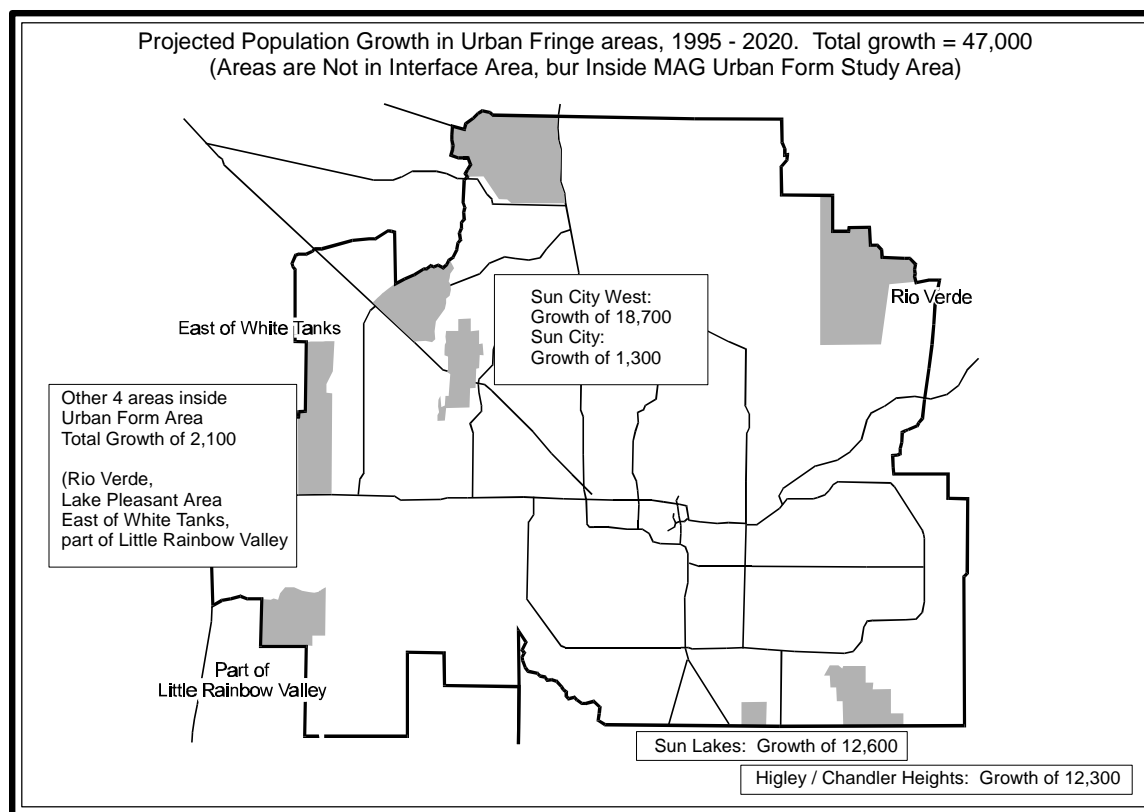 Projected Population Growth in Urban Fringe areas, 1995 - 2020.  Total growth = 47,000
(Areas are Not in Interface Area, bur Inside MAG Urban Form Study Area)
Sun City West:
Growth of 18,700
Sun City:
Growth of 1,300
Rio Verde
East of White Tanks
Other 4 areas inside
Urban Form Area
Total Growth of 2,100
(Rio Verde,
Lake Pleasant Area
East of White Tanks,
part of Little Rainbow Valley
Part of
Little Rainbow Valley
Sun Lakes:  Growth of 12,600
Higley / Chandler Heights:  Growth of 12,300